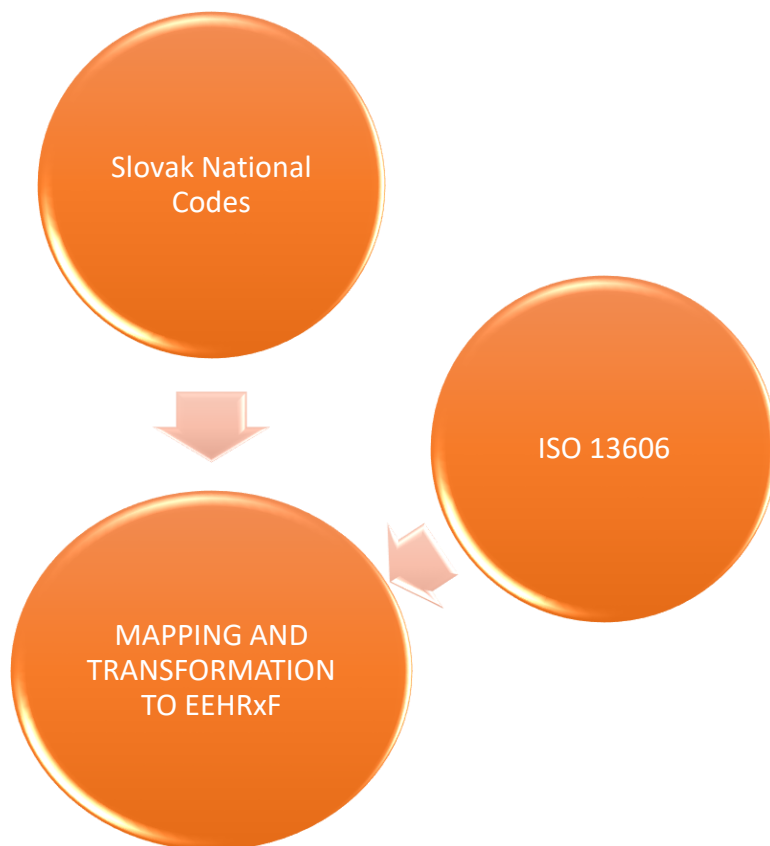 Slovak National
Codes
ISO 13606
MAPPING AND
TRANSFORMATION
TO EEHRxF